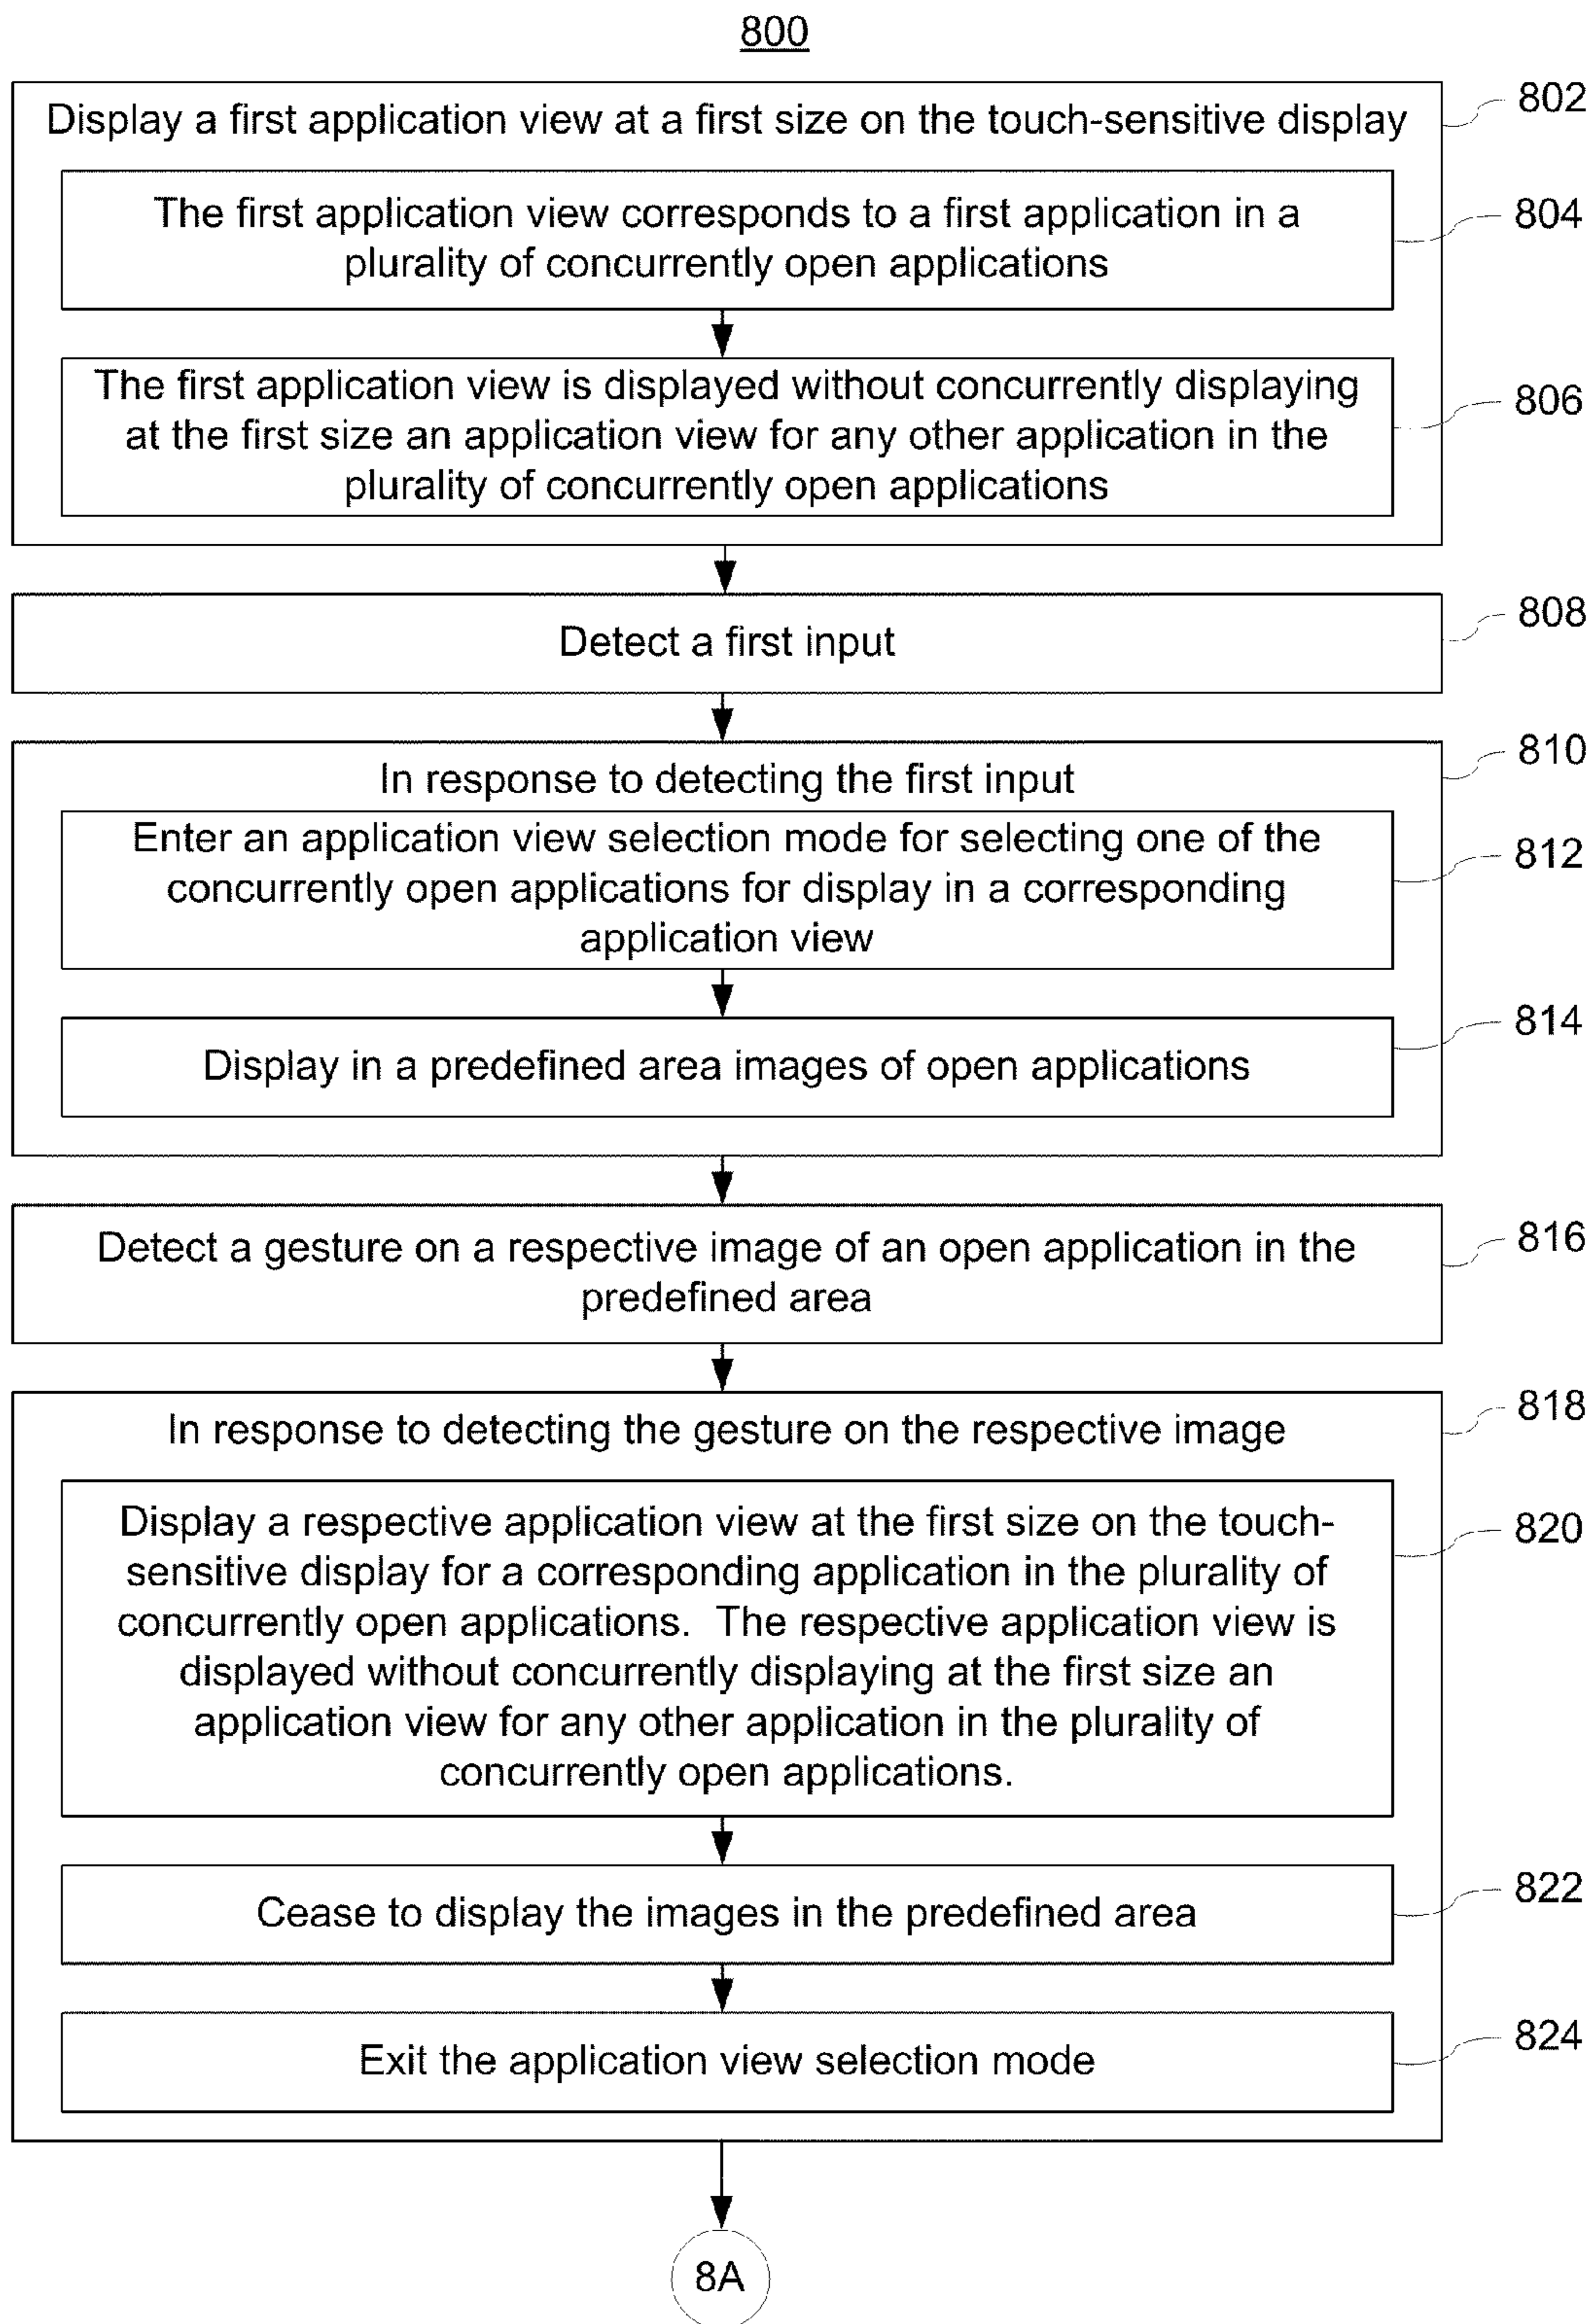 800
Display a first application view at a first size on the touch-sensitive display
802
The first application view corresponds to a first application in a
plurality of concurrently open applications
804
The first application view is displayed without concurrently displaying
at the first size an application view for any other application in the
plurality of concurrently open applications
806
Detect a first input
808
In response to detecting the first input
810
Enter an application view selection mode for selecting one of the
concurrently open applications for display in a corresponding
application view
812
Display in a predefined area images of open applications
814
Detect a gesture on a respective image of an open application in the
predefined area
816
In response to detecting the gesture on the respective image
818
Display a respective application view at the first size on the touch-
sensitive display for a corresponding application in the plurality of
concurrently open applications.  The respective application view is
displayed without concurrently displaying at the first size an
application view for any other application in the plurality of
concurrently open applications.
820
Cease to display the images in the predefined area
822
Exit the application view selection mode
824
8A